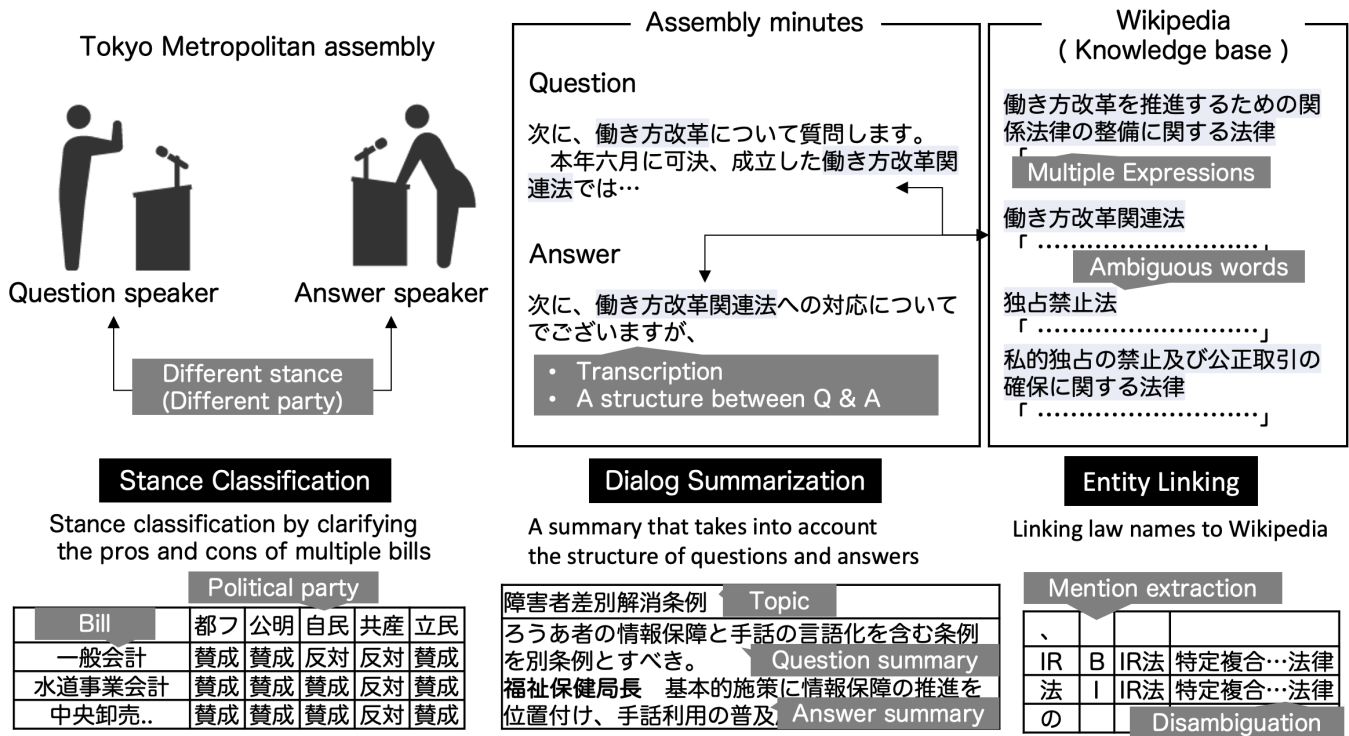 Tokyo Metropolitan assembly
Question speaker
Answer speaker
Different stance
(Different party)
Assembly minutes
Question
次に、働き方改革について質問します。
本年六月に可決、成立した働き方改革関
連法では…
Answer
次に、働き方改革関連法への対応について
でございますが、
• Transcription
• A structure between Q & A
Wikipedia
( Knowledge base )
働き方改革を推進するための関
係法律の整備に関する法律
「
Multiple Expressions
働き方改革関連法
「 ………………………」
Ambiguous words
独占禁止法
「 ………………………」
私的独占の禁止及び公正取引の
確保に関する法律
「 ………………………」
Stance Classification
Stance classification by clarifying
the pros and cons of multiple bills
Political party
Bill 都フ 公明 自民 共産 立民
一般会計 賛成 賛成 反対 反対 賛成
水道事業会計 賛成 賛成 賛成 反対 賛成
中央卸売.. 賛成 賛成 賛成 反対 賛成
Dialog Summarization
A summary that takes into account
the structure of questions and answers
障害者差別解消条例 Topic
ろうあ者の情報保障と手話の言語化を含む条例
を別条例とすべき。 Question summary
福祉保健局長 基本的施策に情報保障の推進を
位置付け、手話利用の普及 Answer summary
Entity Linking
Linking law names to Wikipedia
Mention extraction
、
IR B IR法 特定複合…法律
法 I IR法 特定複合…法律
の
Disambiguation